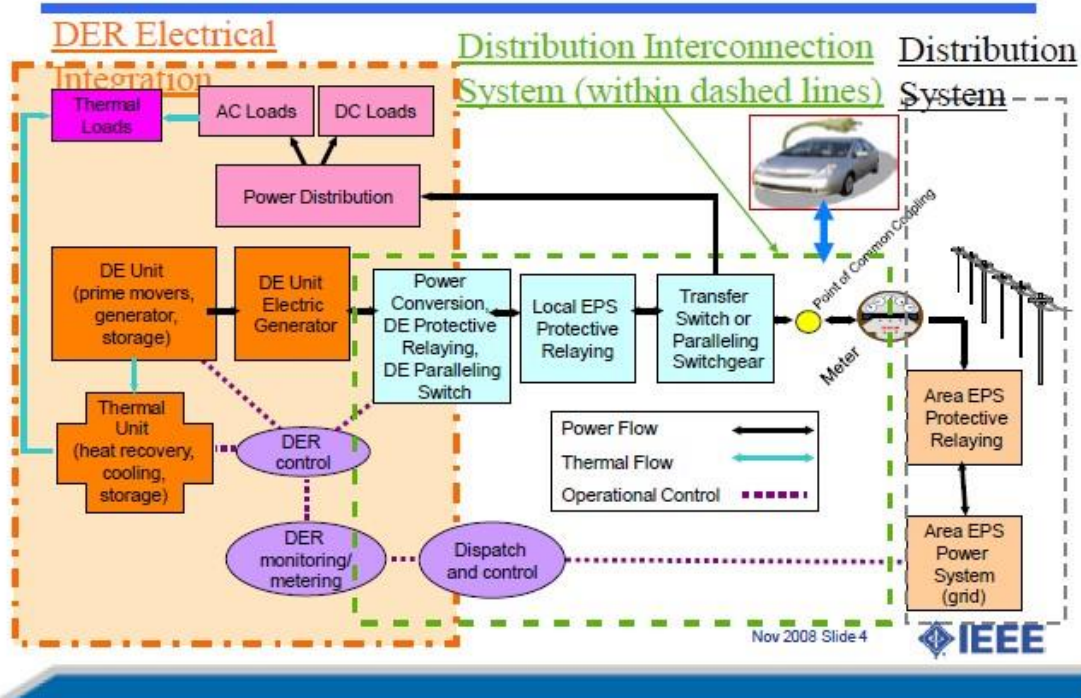 DER Electrical
Integration
Distribution Interconnection
System (within dashed lines)
Distribution
System
Thermal
Loads
AC Loads
DC Loads
Power Distribution
Point of Common Coupling
DE Unit
(prime movers,
generator,
storage)
DE Unit
Electric
Generator
Power
Conversion,
DE Protective
Relaying,
DE Paralleling
Switch
Local EPS
Protective
Relaying
Transfer
Switch or
Paralleling
Switchgear
Meter
Thermal
Unit
(heat recovery,
cooling,
storage)
DER
control
Power Flow
Thermal Flow
Operational Control
Area EPS
Protective
Relaying
DER
monitoring/
metering
Dispatch
and control
Area EPS
Power
System
(grid)
Nov 2008 Slide 4
IEEE